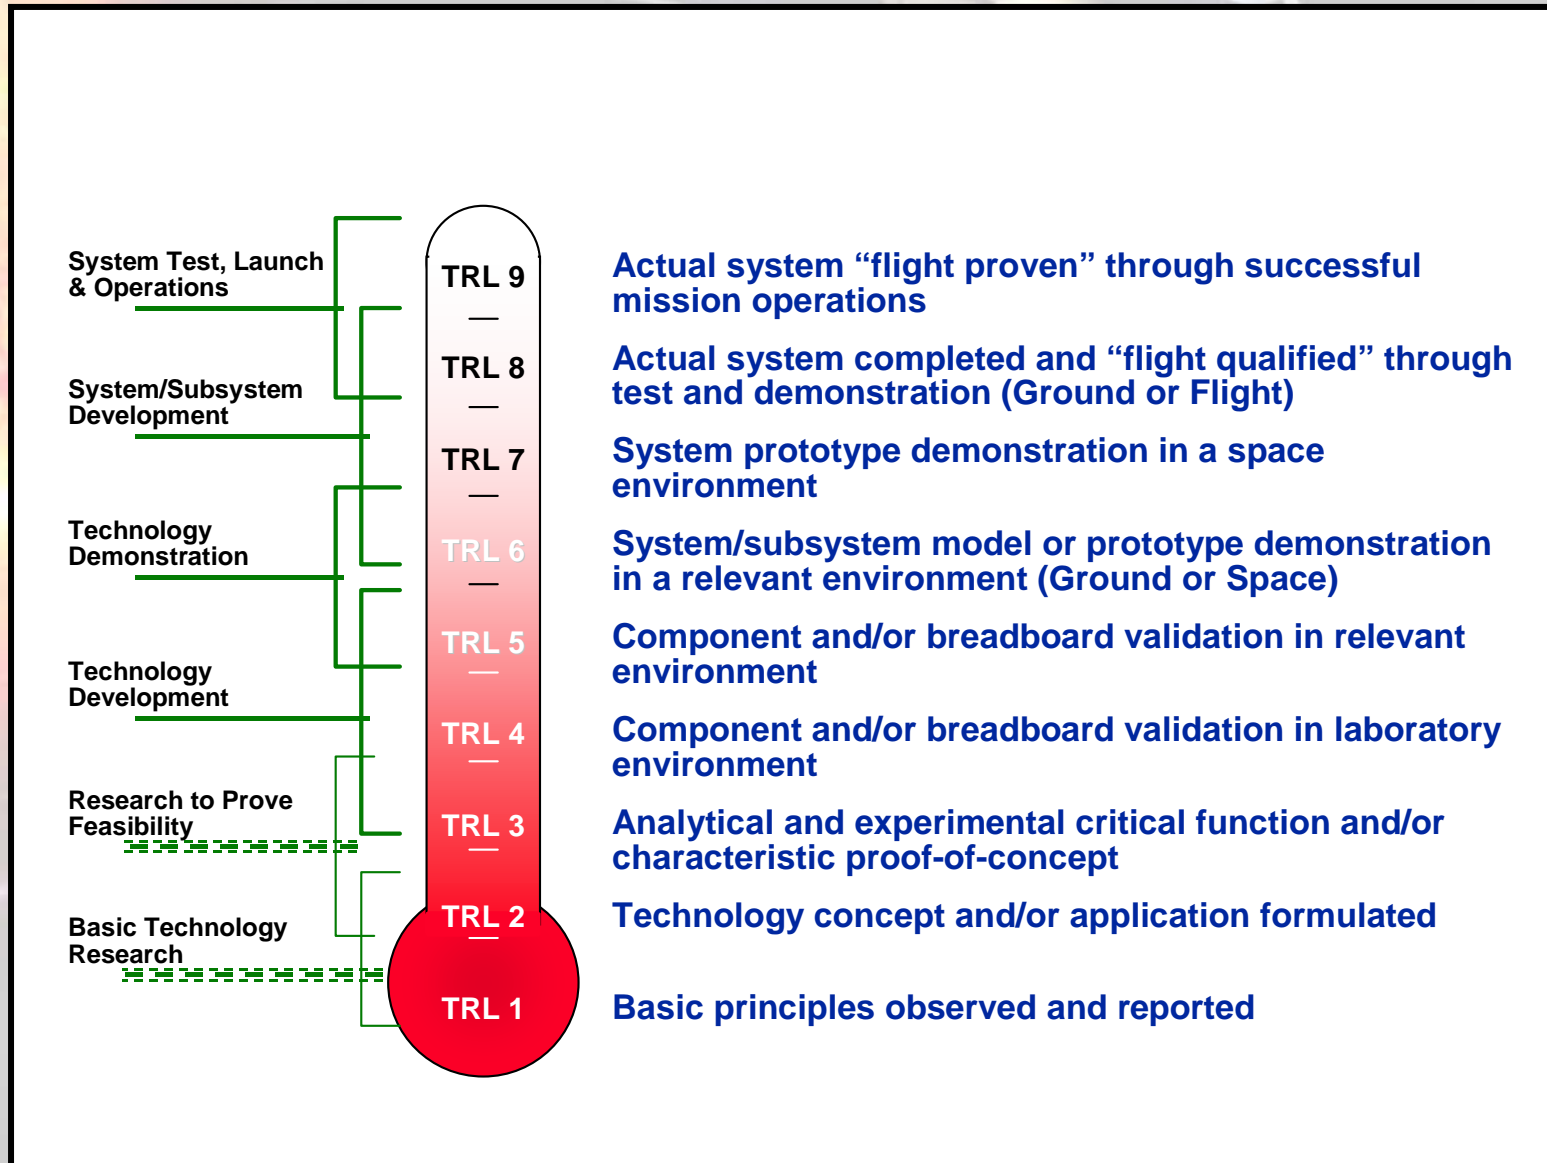 System Test, Launch
& Operations
System/Subsystem
Development
Technology
Demonstration
Technology
Development
Research to Prove
Feasibility
Basic Technology
Research
TRL 9
TRL 8
TRL 7
TRL 6
TRL 5
TRL 4
TRL 3
TRL 2
TRL 1
Actual system “flight proven” through successful
mission operations
Actual system completed and “flight qualified” through
test and demonstration (Ground or Flight)
System prototype demonstration in a space
environment
System/subsystem model or prototype demonstration
in a relevant environment (Ground or Space)
Component and/or breadboard validation in relevant
environment
Component and/or breadboard validation in laboratory
environment
Analytical and experimental critical function and/or
characteristic proof-of-concept
Technology concept and/or application formulated
Basic principles observed and reported